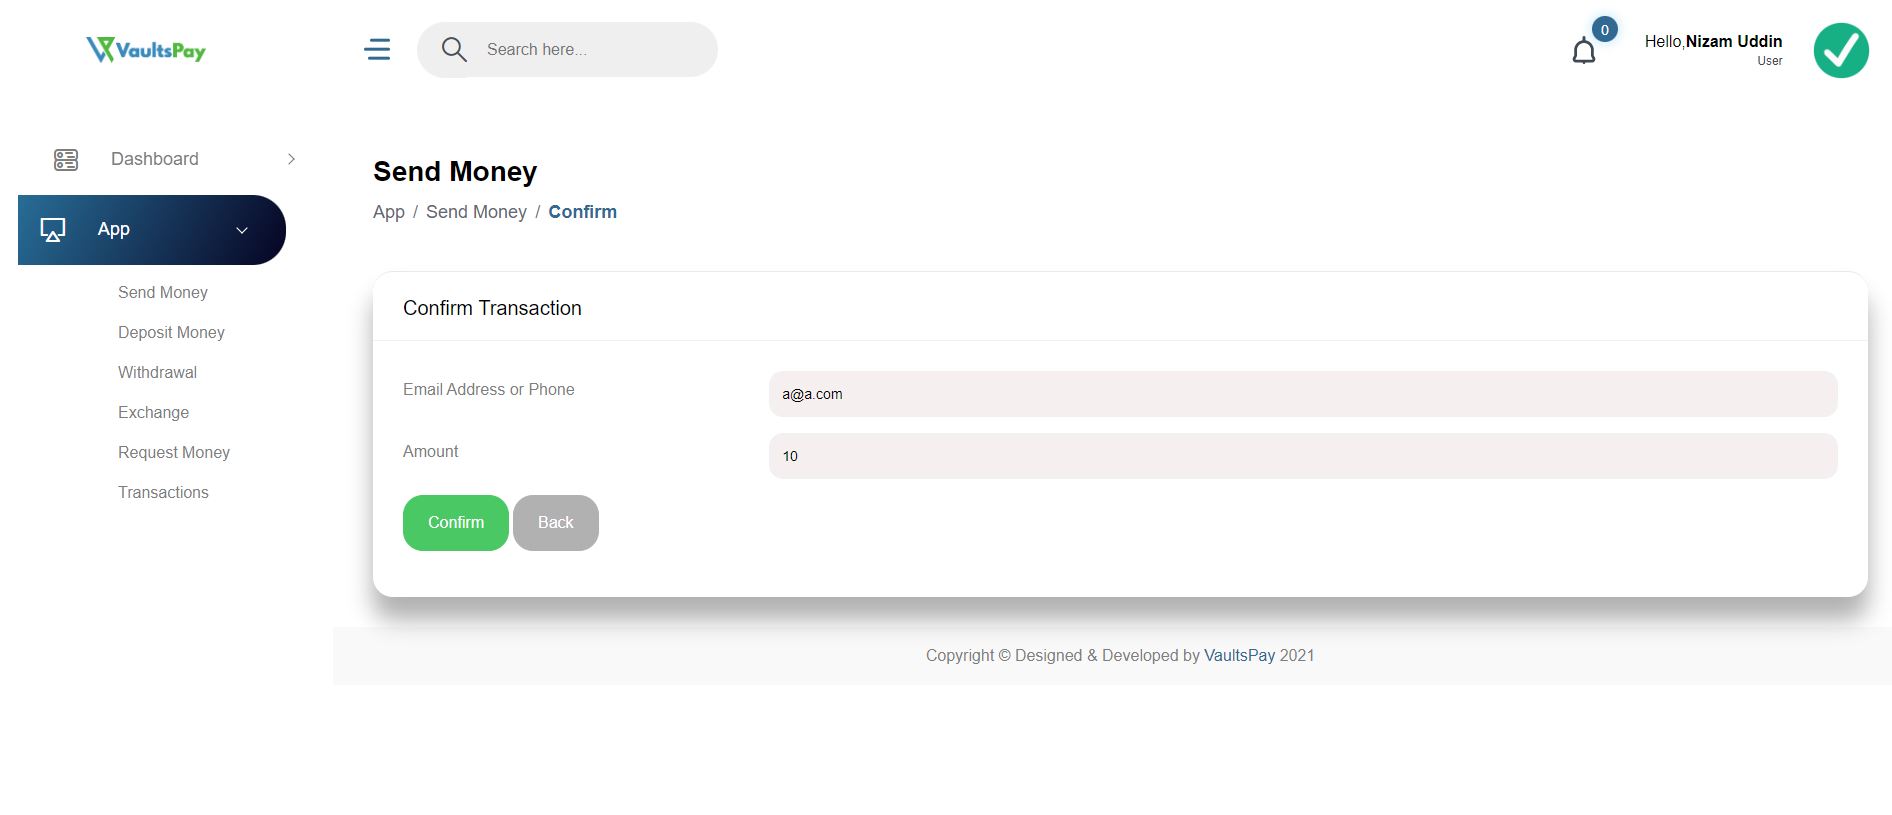 VaultsPay
Search here...
0
Hello,Nizam Uddin
User
Dashboard
App
Send Money
Deposit Money
Withdrawal
Exchange
Request Money
Transactions
Send Money
App / Send Money / Confirm
Confirm Transaction
Email Address or Phone
a@a.com
Amount
10
Confirm
Back
Copyright © Designed & Developed by VaultsPay 2021